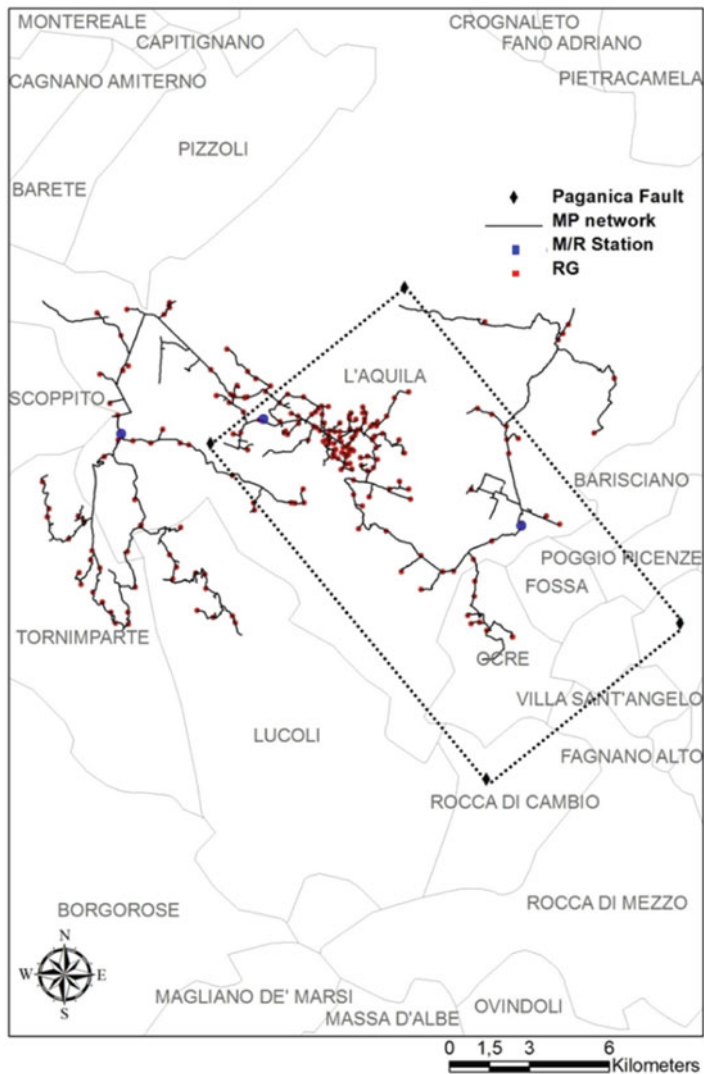 MONTEREALE
CROGNALETO
CAPITIGNANO
FANO ADRIANO
CAGNANO AMITERNO
PIETRACAMELA
PIZZOLI
BARETE
Paganica Fault
MP network
M/R Station
RG
L'AQUILA
SCOPPITO
BARISCIANO
POGGIO PICENZE
FOSSA
TORNIMPARTE
OCRE
VILLA SANT'ANGELO
LUCOLI
FAGNANO ALTO
ROCCA DI CAMBIO
BORGOROSE
ROCCA DI MEZZO
N
W E
S
MAGLIANO DE' MARSI
OVINDOLI
MASSA D'ALBE
0 1,5 3 6
Kilometers